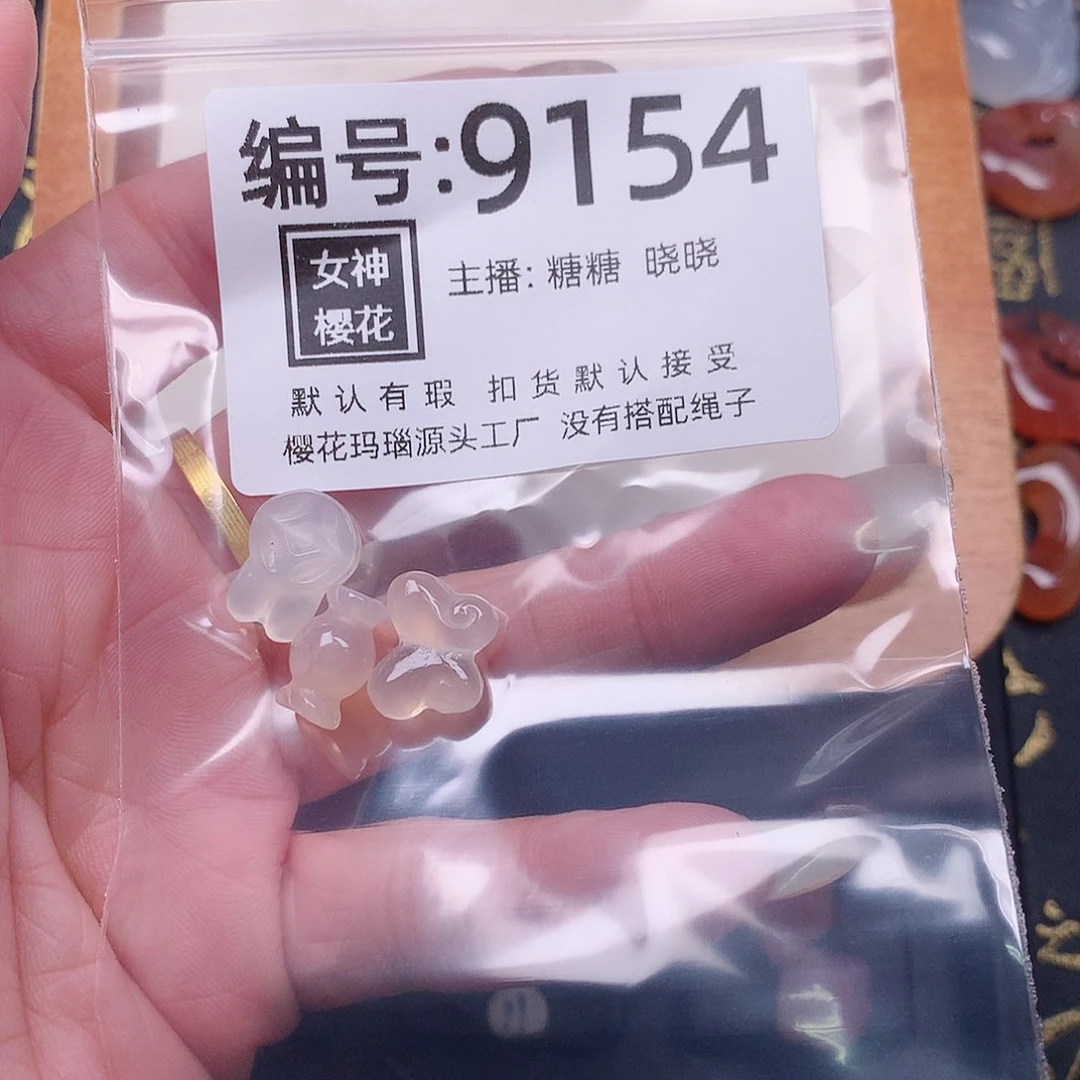 编号:9154
女神
樱花
主播: 糖糖 晓晓
默认有瑕 扣货默认接受
樱花玛瑙源头工厂 没有搭配绳子